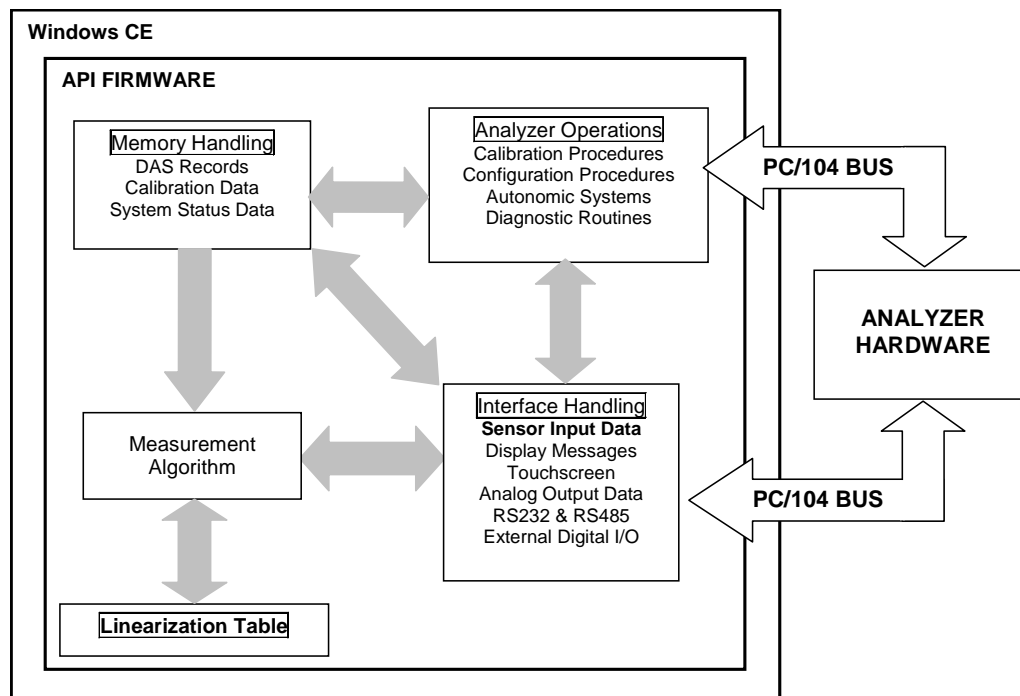 Windows CE
API FIRMWARE
Memory Handling
DAS Records
Calibration Data
System Status Data
Analyzer Operations
Calibration Procedures
Configuration Procedures
Autonomic Systems
Diagnostic Routines
PC/104 BUS
ANALYZER
HARDWARE
Measurement
Algorithm
Interface Handling
Sensor Input Data
Display Messages
Touchscreen
Analog Output Data
RS232 & RS485
External Digital I/O
PC/104 BUS
Linearization Table